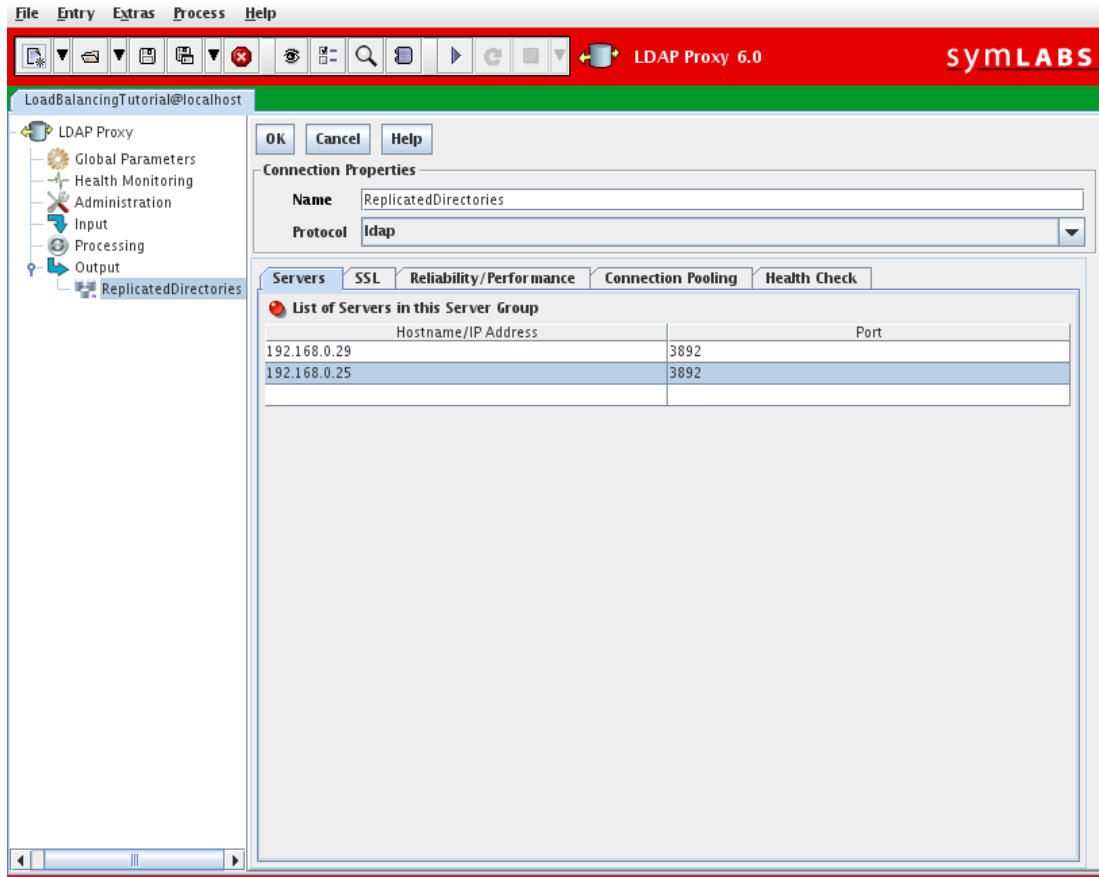 File Entry Extras Process Help
LDAP Proxy 6.0
symLABS
LoadBalancingTutorial@localhost
LDAP Proxy
Global Parameters
Health Monitoring
Administration
Input
Processing
Output
ReplicatedDirectories
OK Cancel Help
Connection Properties
Name ReplicatedDirectories
Protocol ldap
Servers SSL Reliability/Performance Connection Pooling Health Check
List of Servers in this Server Group
Hostname/IP Address Port
192.168.0.29 3892
192.168.0.25 3892